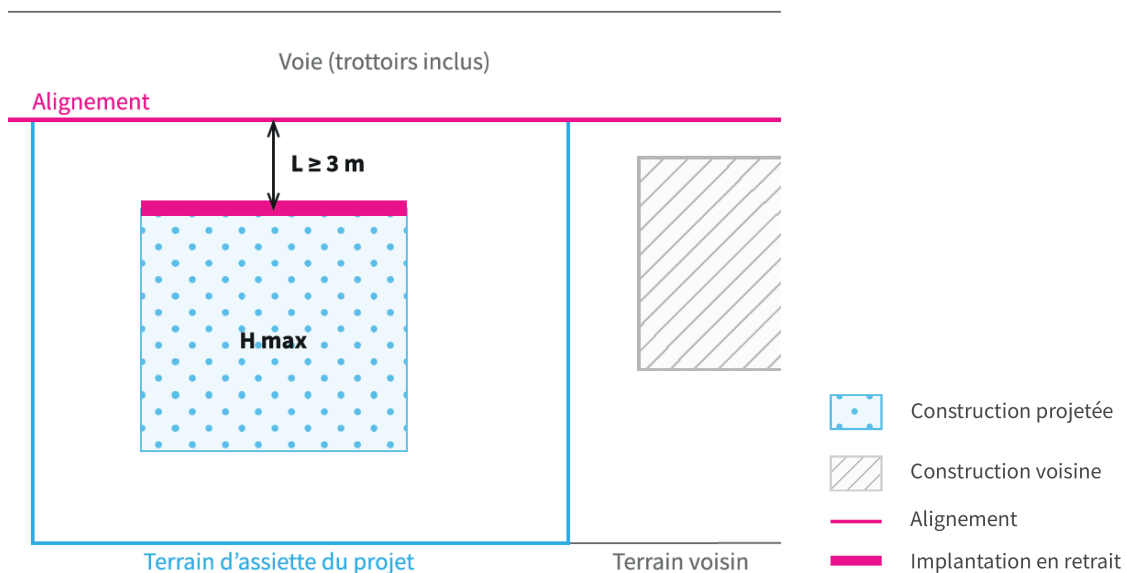 Voie (trottoirs inclus)
Alignement
L ≥ 3 m
H max
Construction projetée
Construction voisine
Alignement
Implantation en retrait
Terrain d’assiette du projet
Terrain voisin